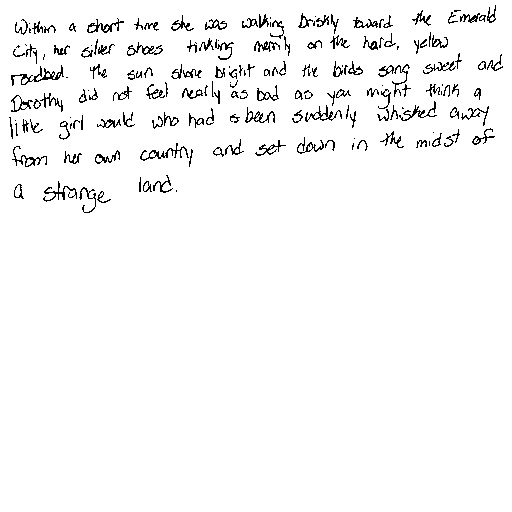 Within a short time she was walking briskly toward the Emerald
City, her silver shoes tinkling merrily on the hard, yellow
roadbed. The sun shone bright and the birds sang sweet and
Dorothy did not feel nearly as bad as you might think a
little girl would who had been suddenly whisked away
from her own country and set down in the midst of
a strange land.